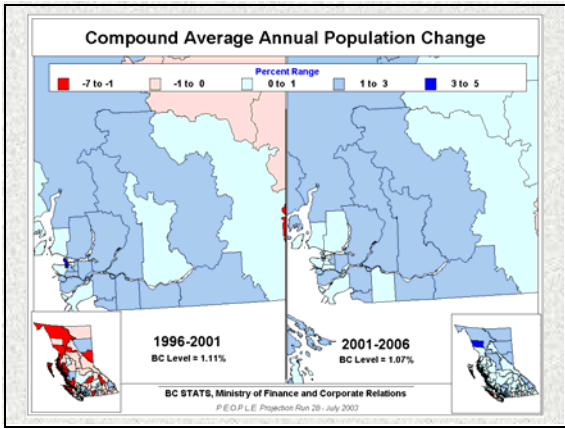 Compound Average Annual Population Change
Percent Range
-7 to -1 -1 to 0 0 to 1 1 to 3 3 to 5
1996-2001
BC Level = 1.11%
2001-2006
BC Level = 1.07%
BC STATS, Ministry of Finance and Corporate Relations
P.E.O.P.L.E. Projection Run 28 - July 2003